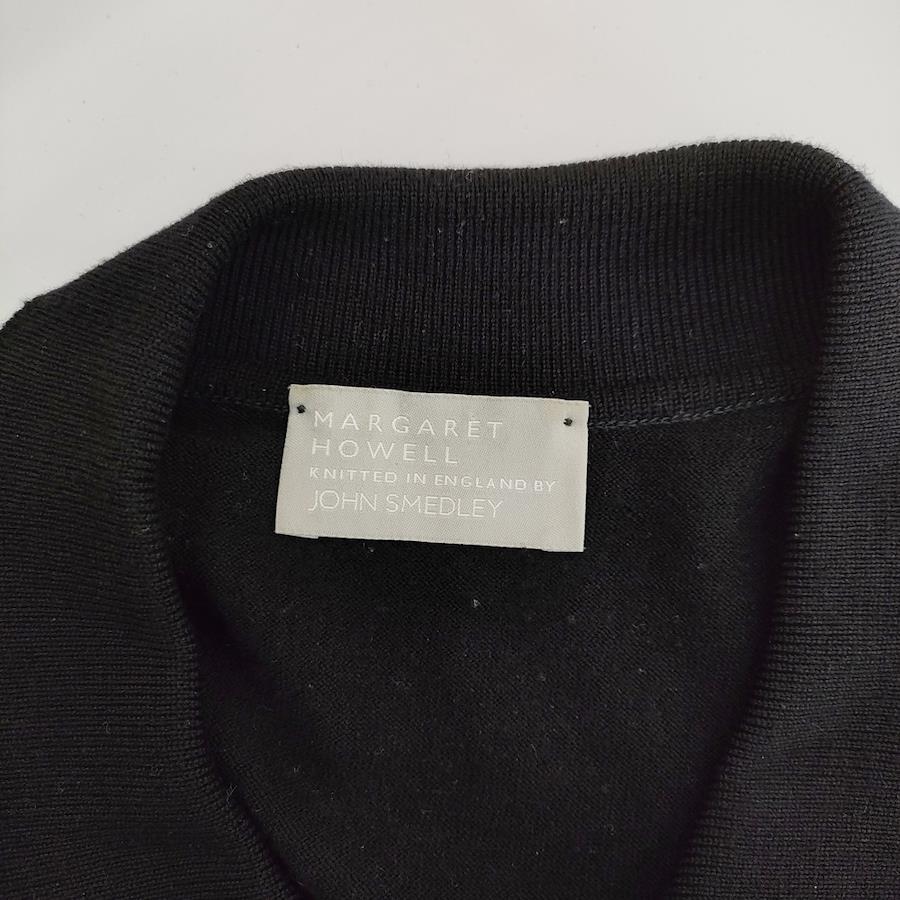 MARGARET
HOWELL
KNITTED IN ENGLAND BY
JOHN SMEDLEY